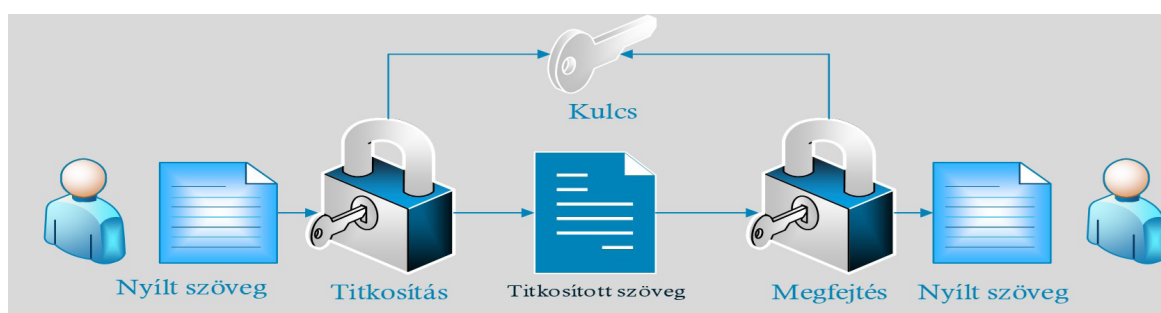 Kulcs
Nyílt szöveg
Titkosítás
Titkosított szöveg
Megfejtés
Nyílt szöveg